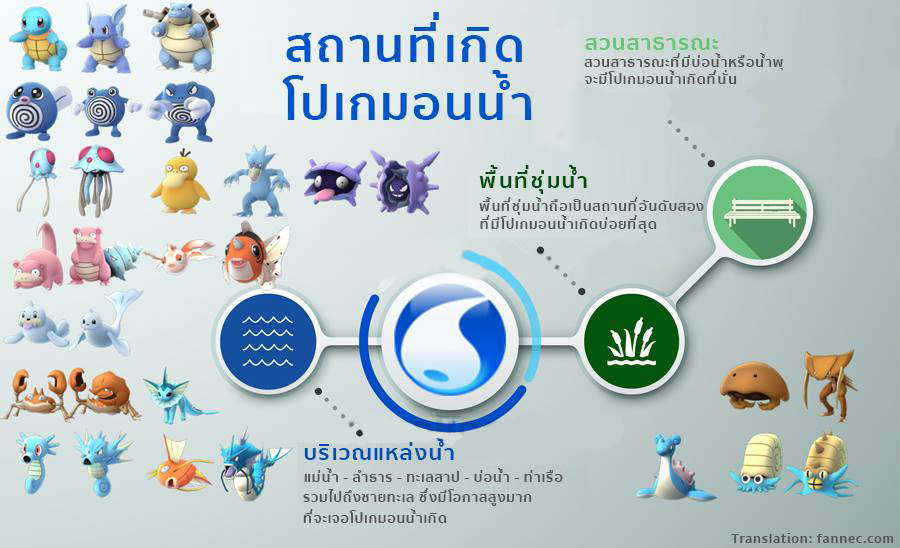 สถานที่เกิด
โปเกมอนน้ำ
สวนสาธารณะ
สวนสาธารณะที่มีบ่อน้ำหรือน้ำพุ
จะมีโปเกมอนน้ำเกิดที่นั่น
พื้นที่ชุ่มน้ำ
พื้นที่ชุ่มน้ำถือเป็นสถานที่อันดับสอง
ที่มีโปเกมอนน้ำเกิดบ่อยที่สุด
บริเวณแหล่งน้ำ
แม่น้ำ - ลำธาร - ทะเลสาป - บ่อน้ำ - ท่าเรือ
รวมไปถึงชายทะเล ซึ่งมีโอกาสสูงมาก
ที่จะเจอโปเกมอนน้ำเกิด
Translation: fannec.com